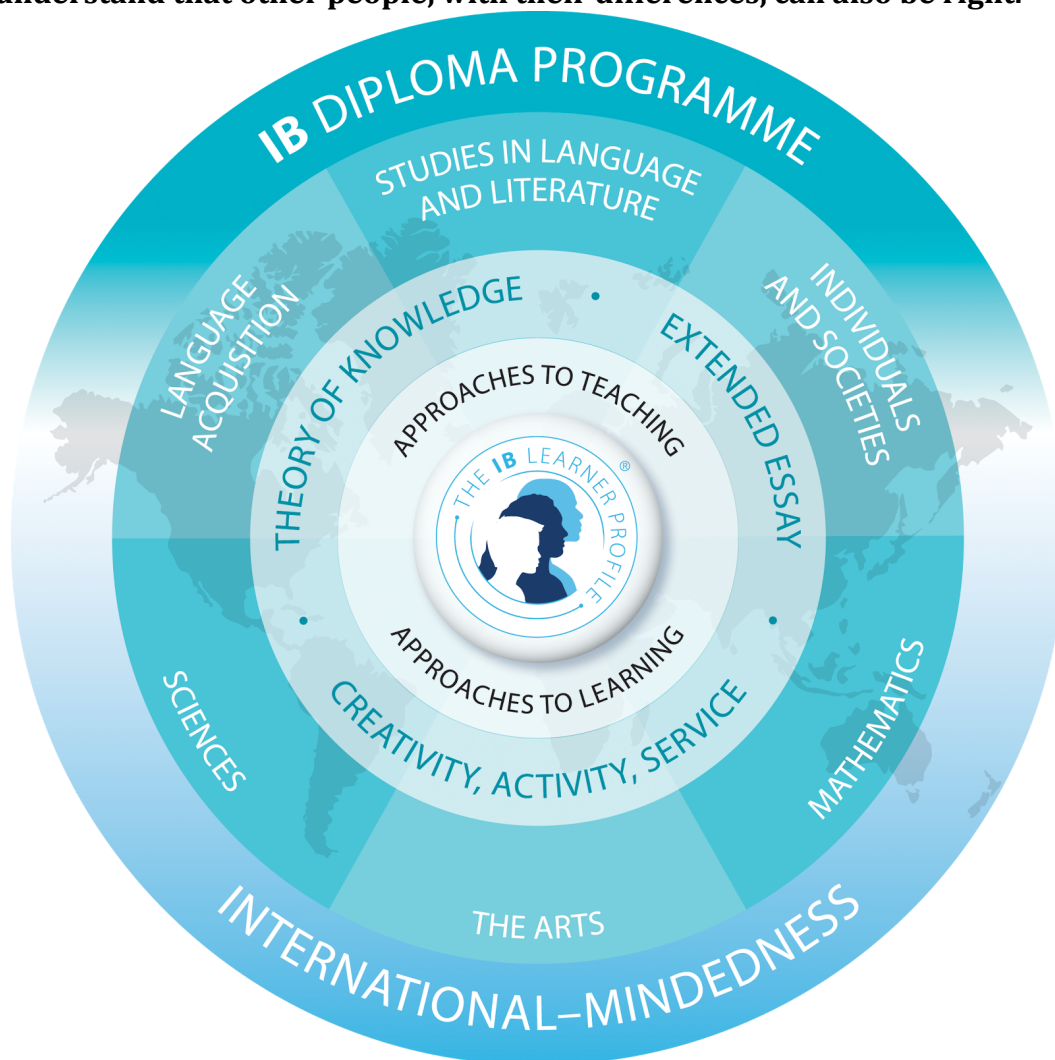 understand that other people, with their differences, can also be right.
IB DIPLOMA PROGRAMME
STUDIES IN LANGUAGE
AND LITERATURE
LANGUAGE
ACQUISITION
INDIVIDUALS
AND SOCIETIES
THEORY OF KNOWLEDGE
EXTENDED ESSAY
APPROACHES TO TEACHING
THE IB LEARNER PROFILE ®
APPROACHES TO LEARNING
CREATIVITY, ACTIVITY, SERVICE
SCIENCES
MATHEMATICS
THE ARTS
INTERNATIONAL–MINDEDNESS